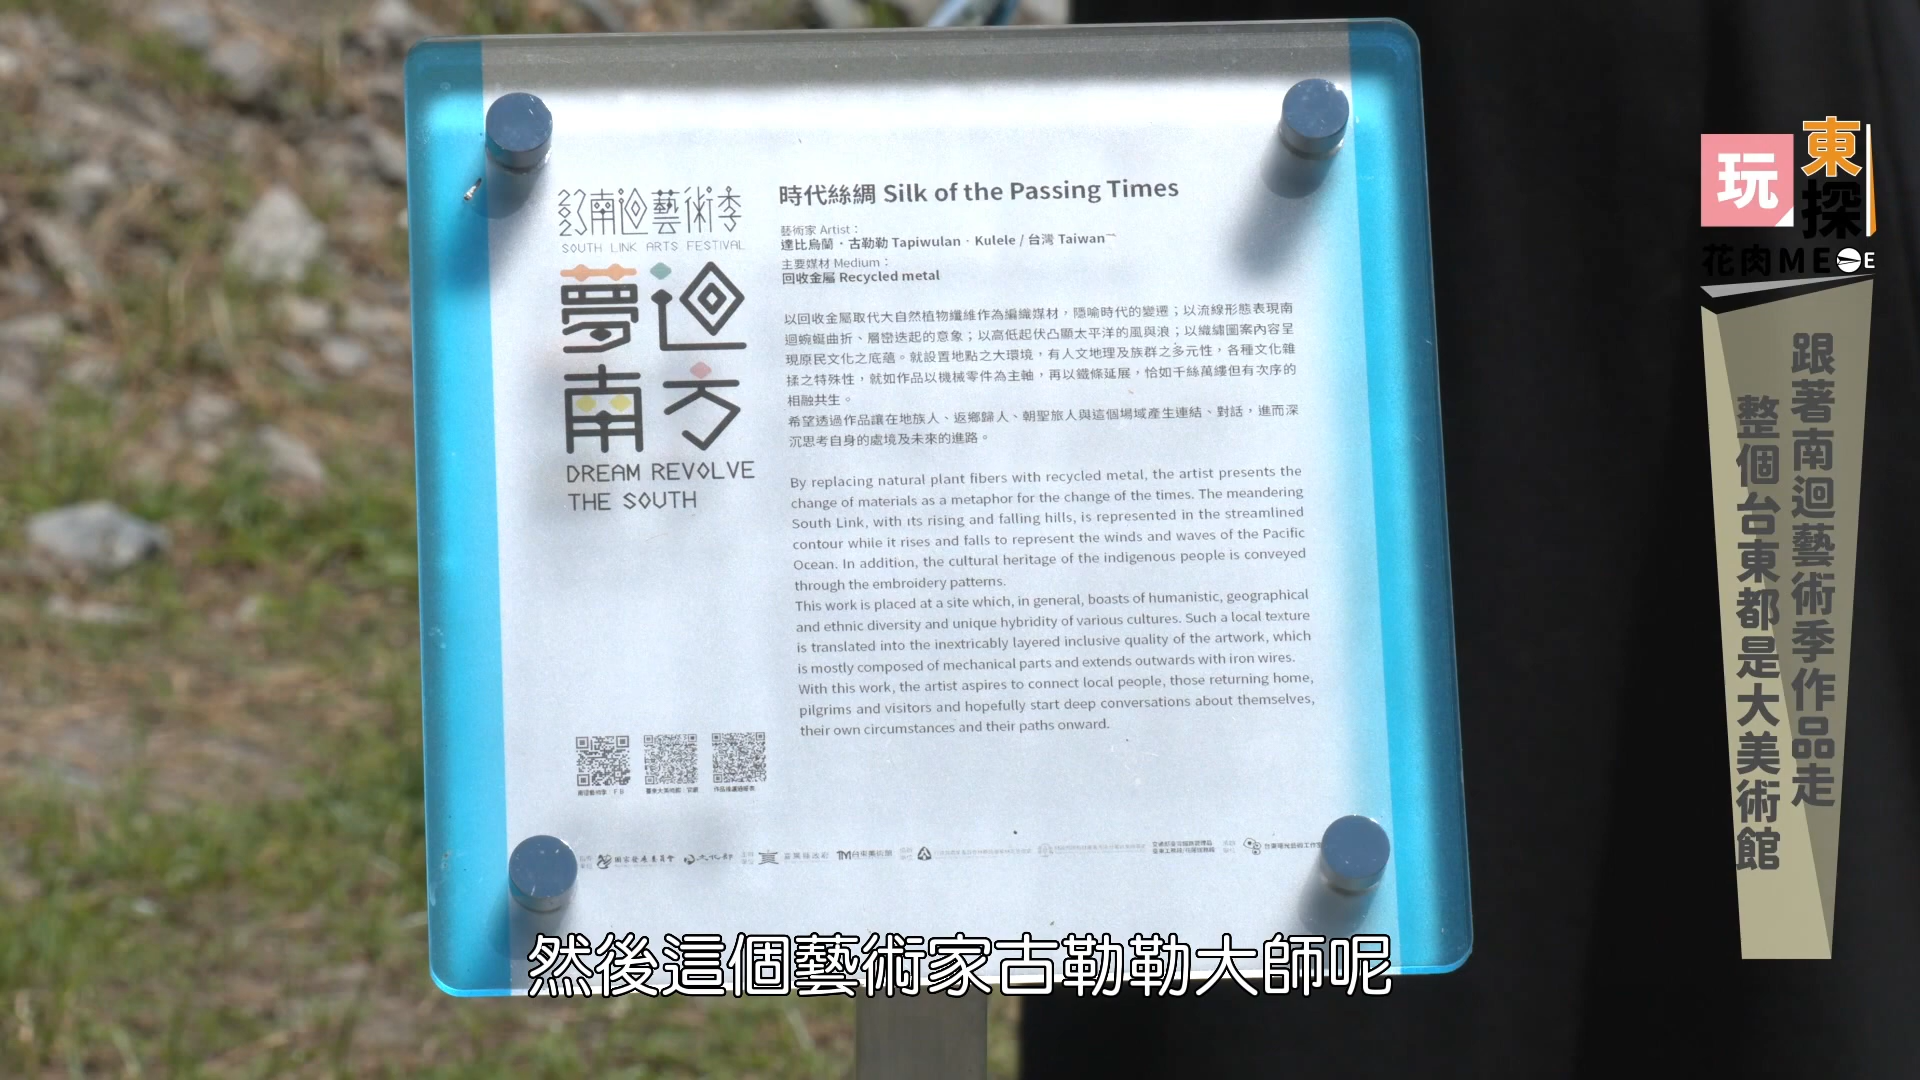 南迴藝術季
SOUTH LINK ARTS FESTIVAL
夢迴
南方
DREAM REVOLVE
THE SOUTH
時代絲綢 Silk of the Passing Times
藝術家 Artist：
達比烏蘭・古勒勒 Tapiwulan・Kulele / 台灣 Taiwan
主要媒材 Medium：
回收金屬 Recycled metal
以回收金屬取代大自然植物纖維作為編織媒材，隱喻時代的變遷；以流線形態表現南
迴蜿蜒曲折、層巒迭起的意象；以高低起伏凸顯太平洋的風與浪；以織繡圖案內容呈
現原民文化之底蘊。就設置地點之大環境，有人文地理及族群之多元性，各種文化雜
揉之特殊性，就如作品以機械零件為主軸，再以鐵條延展，恰如千絲萬縷但有次序的
相融共生。
希望透過作品讓在地族人、返鄉歸人、朝聖旅人與這個場域產生連結、對話，進而深
沉思考自身的處境及未來的進路。
By replacing natural plant fibers with recycled metal, the artist presents the
change of materials as a metaphor for the change of the times. The meandering
South Link, with its rising and falling hills, is represented in the streamlined
contour while it rises and falls to represent the winds and waves of the Pacific
Ocean. In addition, the cultural heritage of the indigenous people is conveyed
through the embroidery patterns.
This work is placed at a site which, in general, boasts of humanistic, geographical
and ethnic diversity and unique hybridity of various cultures. Such a local texture
is translated into the inextricably layered inclusive quality of the artwork, which
is mostly composed of mechanical parts and extends outwards with iron wires.
With this work, the artist aspires to connect local people, those returning home,
pilgrims and visitors and hopefully start deep conversations about themselves,
their own circumstances and their paths onward.
國家發展委員會
文化部
台東美術館
然後這個藝術家古勒勒大師呢
玩東探
花肉MEE
跟著南迴藝術季作品走
整個台東都是大美術館